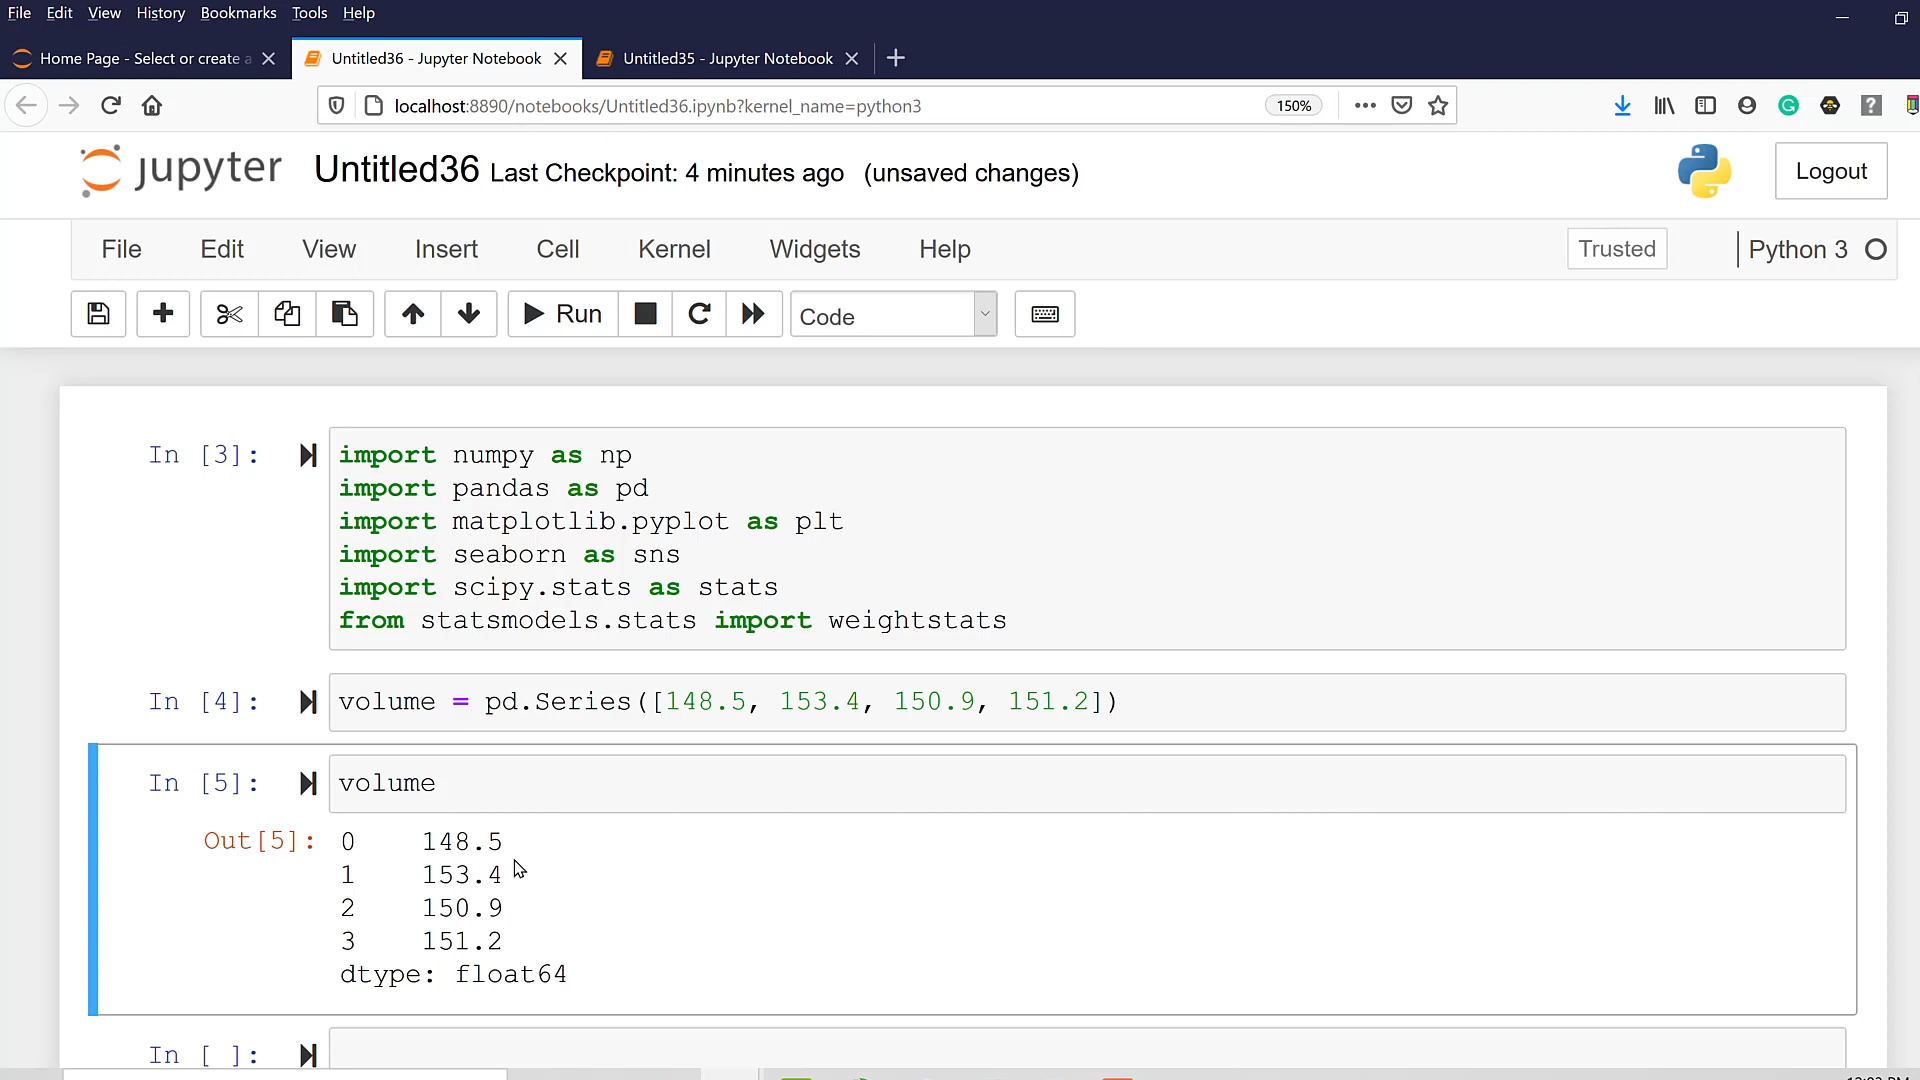 File Edit View History Bookmarks Tools Help
Home Page - Select or create a
Untitled36 - Jupyter Notebook
Untitled35 - Jupyter Notebook
localhost:8890/notebooks/Untitled36.ipynb?kernel_name=python3
150%
jupyter Untitled36 Last Checkpoint: 4 minutes ago (unsaved changes)
Logout
File Edit View Insert Cell Kernel Widgets Help
Trusted
Python 3
Run
Code
In [3]:
import numpy as np
import pandas as pd
import matplotlib.pyplot as plt
import seaborn as sns
import scipy.stats as stats
from statsmodels.stats import weightstats
In [4]: volume = pd.Series([148.5, 153.4, 150.9, 151.2])
In [5]: volume
Out[5]: 0 148.5
1 153.4
2 150.9
3 151.2
dtype: float64
In [ ]: